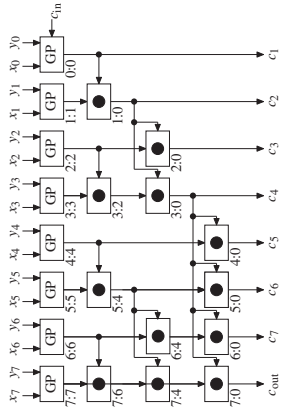 x₇ y₇ x₆ y₆ x₅ y₅ x₄ y₄ x₃ y₃ x₂ y₂ x₁ y₁ x₀ y₀
GP GP GP GP GP GP GP GP c_in
7:7 6:6 5:5 4:4 3:3 2:2 1:1 0:0
7:6 5:4 3:2 1:0
7:4 6:4 3:0 2:0
7:0 6:0 5:0 4:0
c_out c₇ c₆ c₅ c₄ c₃ c₂ c₁